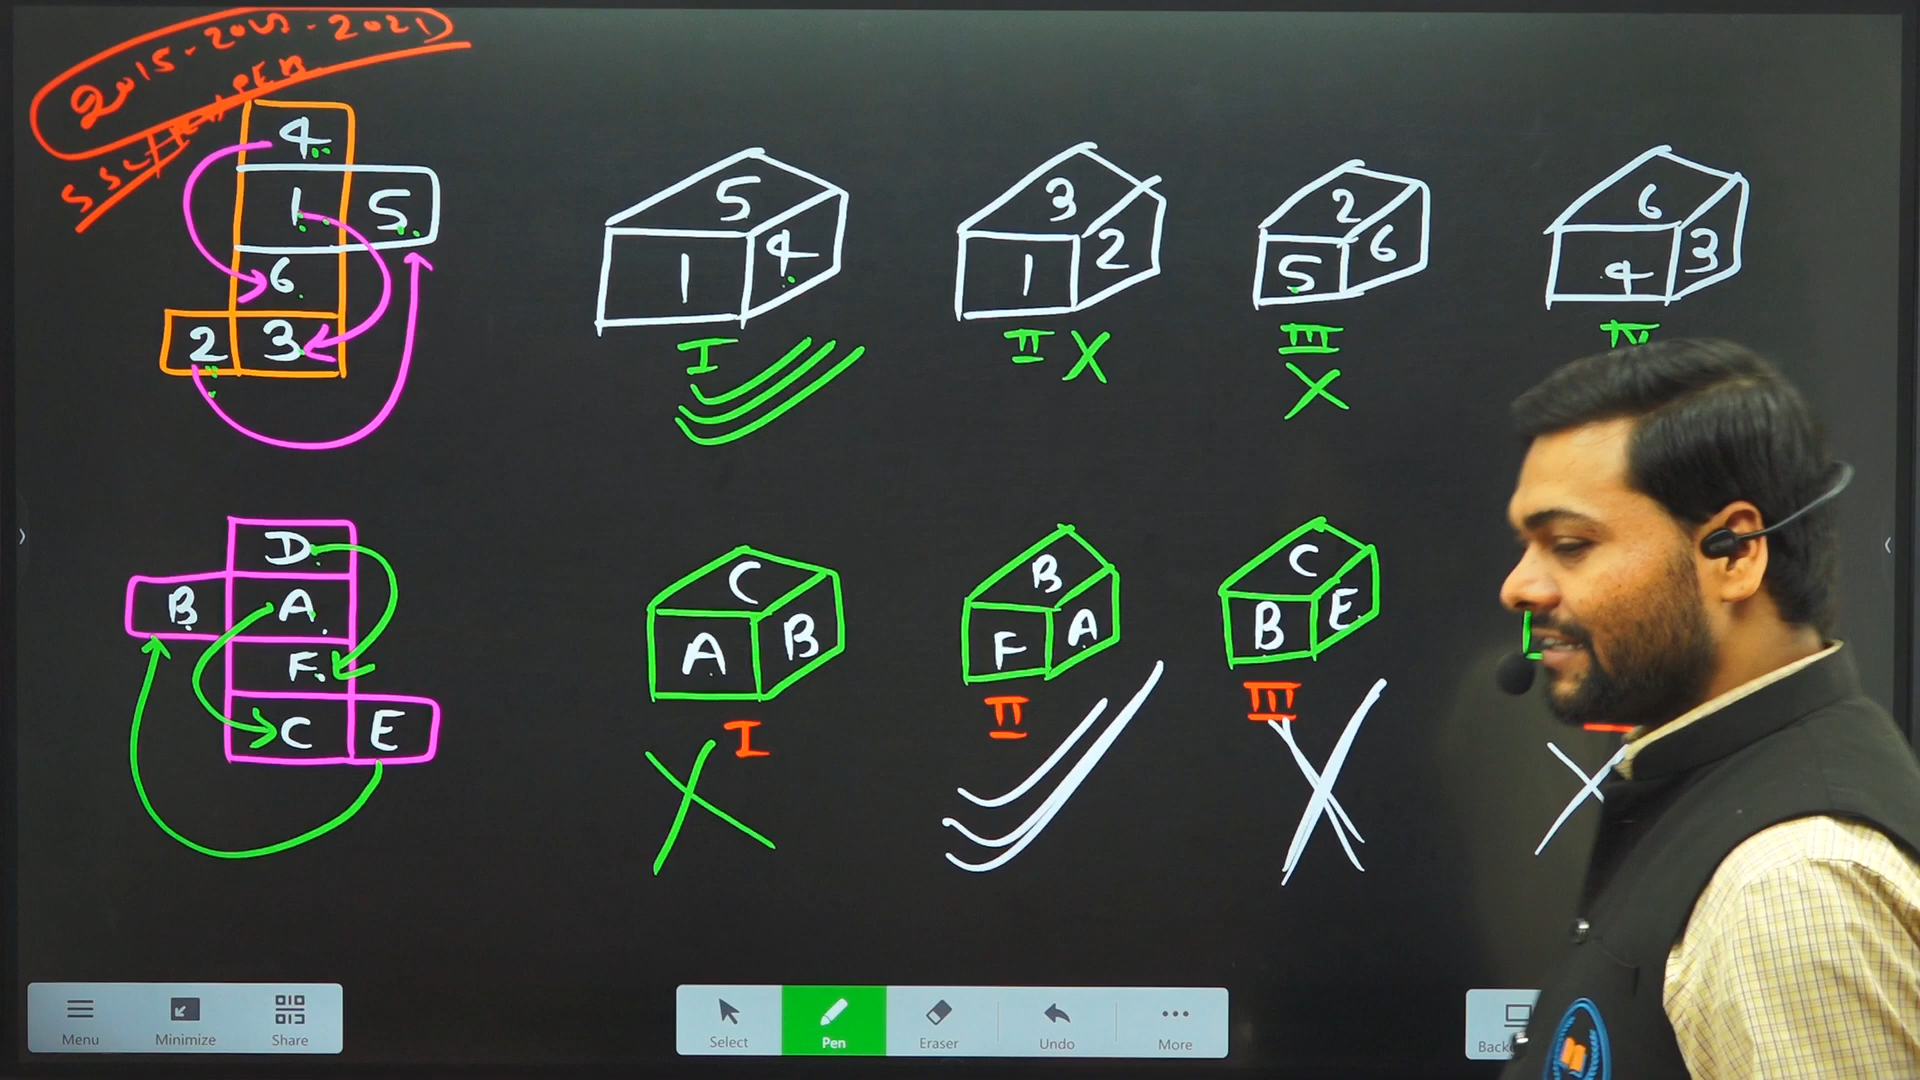 2015-2017-2021
SSC
4
1 5
6
2 3
5
1 4
I
3
1 2
II X
2
5 6
III
X
6
4 3
IV
D
B A
F
C E
C
A B
I
X
B
F A
II
C
B E
III
X
X
Menu
Minimize
Share
Select
Pen
Eraser
Undo
More